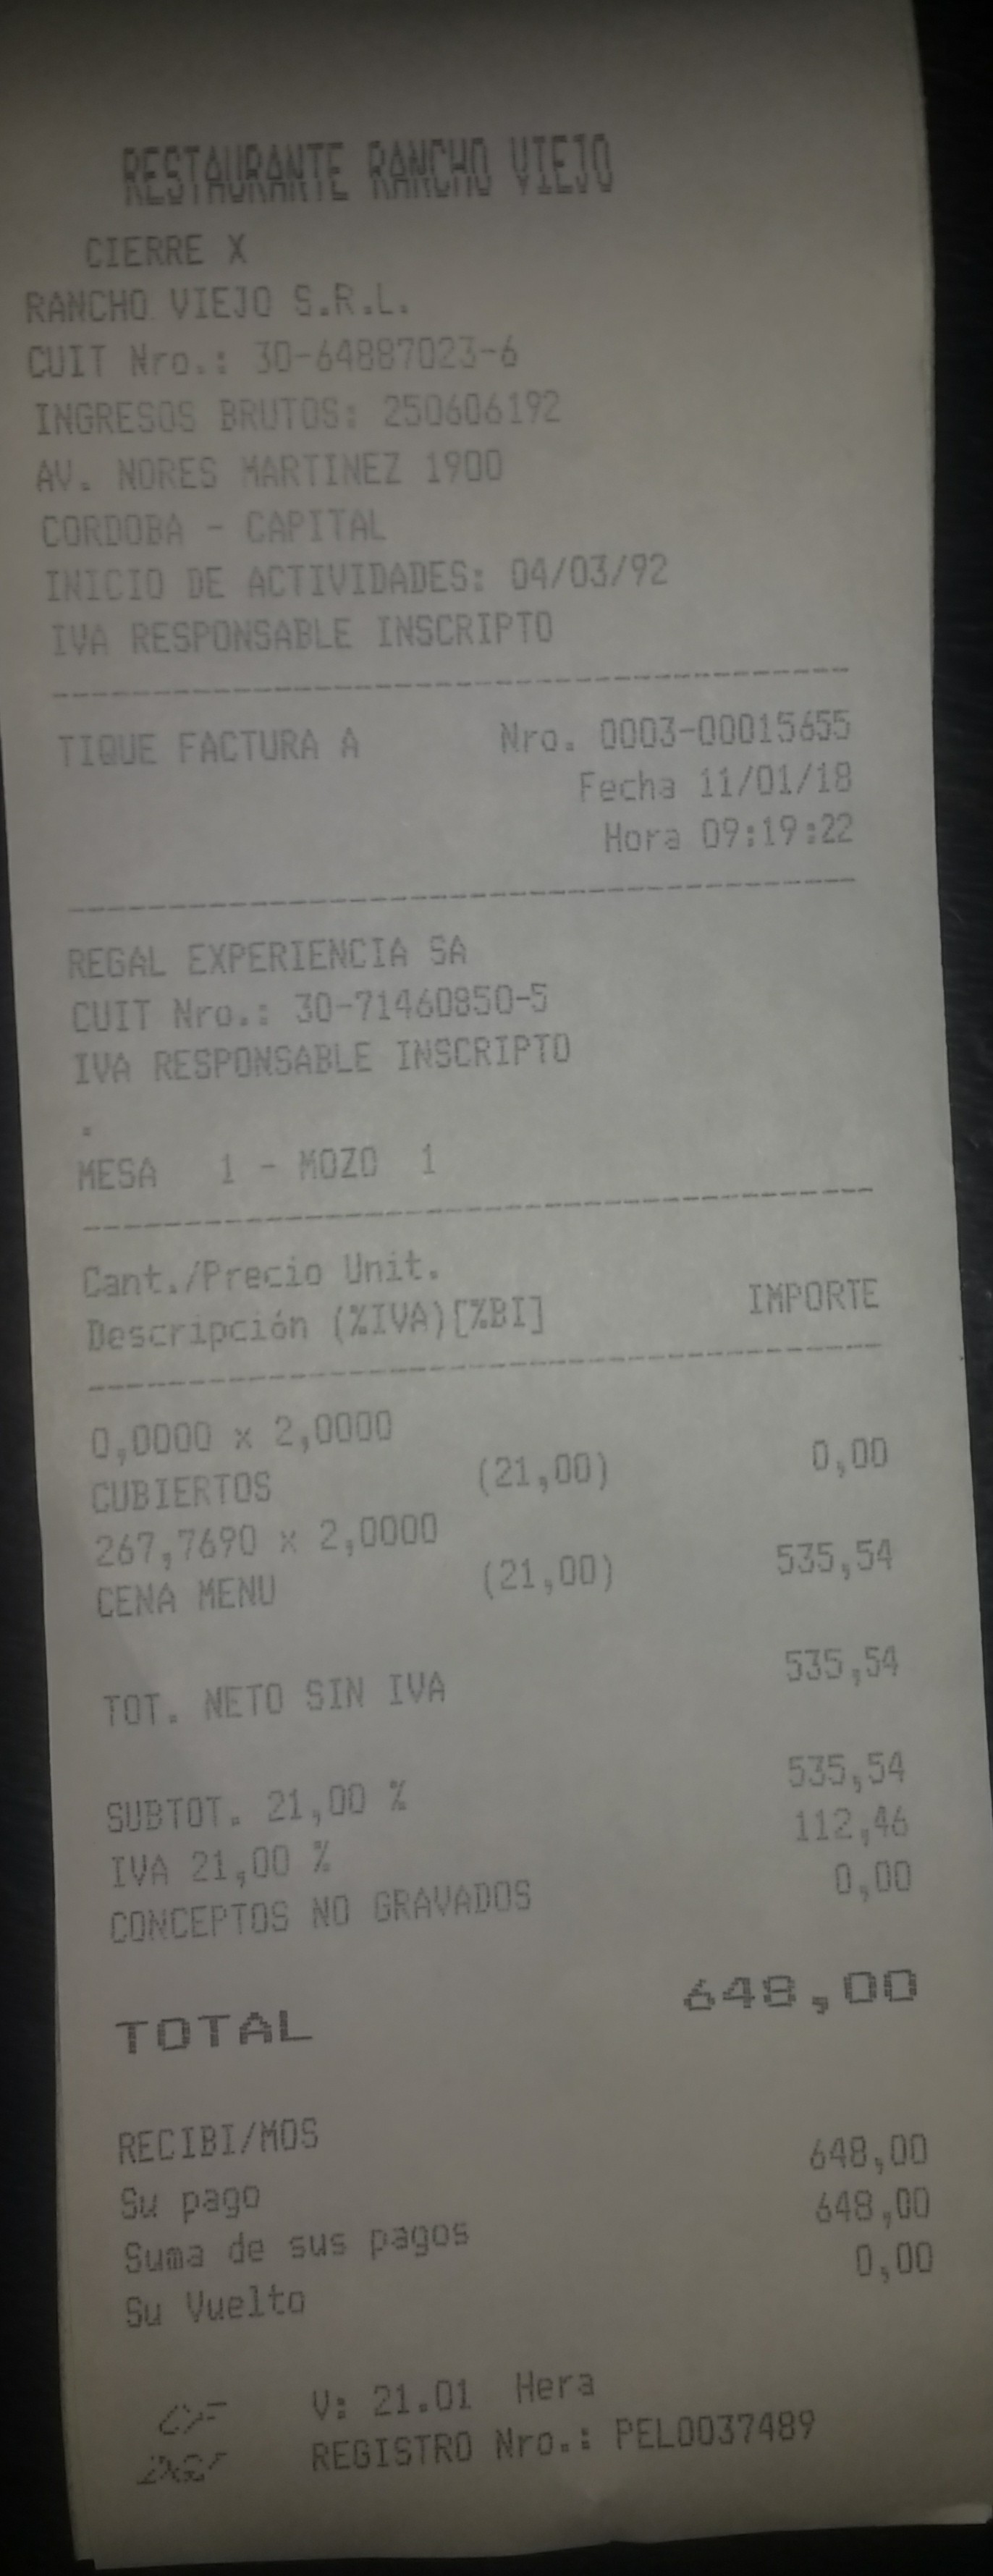 RESTAURANTE RANCHO VIEJO
CIERRE X
RANCHO VIEJO S.R.L.
CUIT Nro.: 30-64887023-6
INGRESOS BRUTOS: 250606192
AV. NORES MARTINEZ 1900
CORDOBA - CAPITAL
INICIO DE ACTIVIDADES: 04/03/92
IVA RESPONSABLE INSCRIPTO
TIQUE FACTURA A Nro. 0003-00015655
Fecha 11/01/18
Hora 09:19:22
REGAL EXPERIENCIA SA
CUIT Nro.: 30-71460850-5
IVA RESPONSABLE INSCRIPTO
.
MESA 1 - MOZO 1
Cant./Precio Unit.
Descripción (%IVA)[%BI] IMPORTE
0,0000 x 2,0000
CUBIERTOS (21,00) 0,00
267,7690 x 2,0000
CENA MENU (21,00) 535,54
TOT. NETO SIN IVA 535,54
SUBTOT. 21,00 % 535,54
IVA 21,00 % 112,46
CONCEPTOS NO GRAVADOS 0,00
TOTAL 648,00
RECIBI/MOS
Su pago 648,00
Suma de sus pagos 648,00
Su Vuelto 0,00
V: 21.01 Hera
REGISTRO Nro.: PEL0037489